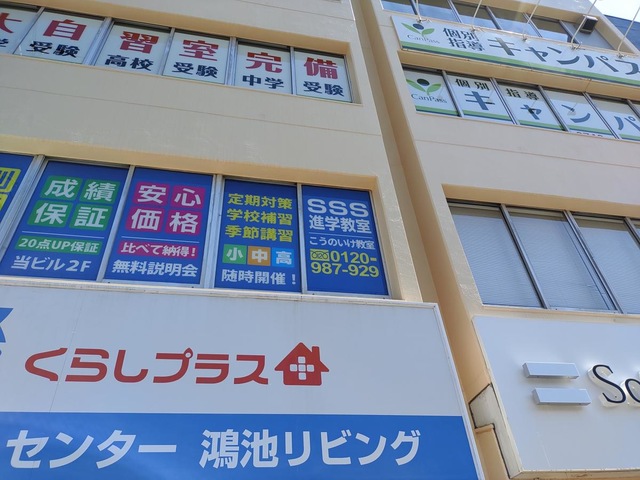 大自習室完備
大学 受験 高校 受験 中学 受験
CanPass 個別指導 キャンパス
CanPass 個別 指導 キャンパ
成績保証
20点UP保証
当ビル2F
安心価格
比べて納得!
無料説明会
定期対策
学校補習
季節講習
小中高
随時開催!
SSS
進学教室
こうのいけ教室
0120-
987-929
くらしプラス
センター 鴻池リビング